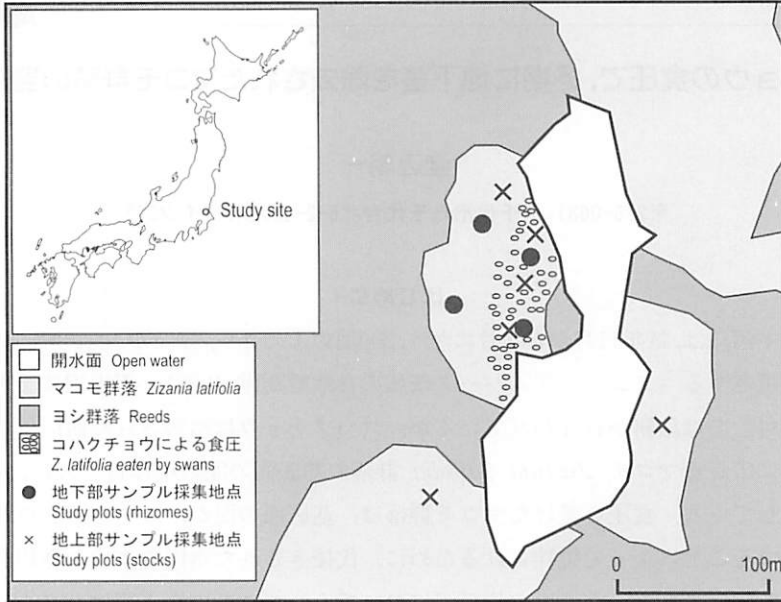 Study site
開水面 Open water
マコモ群落 Zizania latifolia
ヨシ群落 Reeds
コハクチョウによる食圧
Z. latifolia eaten by swans
地下部サンプル採集地点
Study plots (rhizomes)
地上部サンプル採集地点
Study plots (stocks)
0 100m